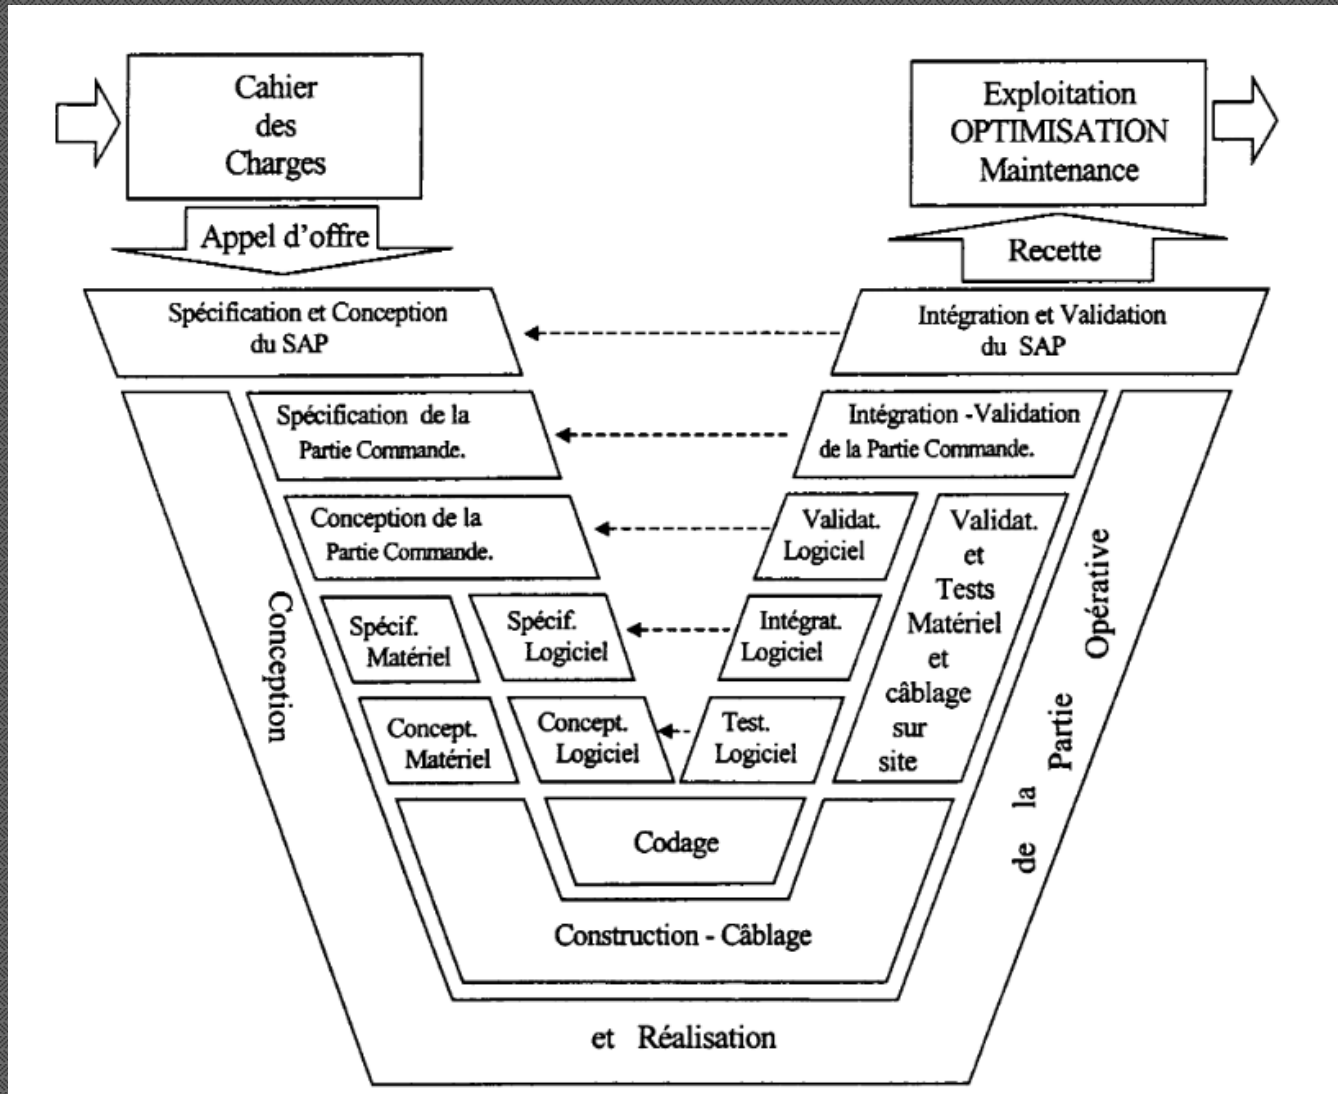 Cahier
des
Charges
Appel d'offre
Exploitation
OPTIMISATION
Maintenance
Recette
Spécification et Conception
du SAP
Intégration et Validation
du SAP
Spécification de la
Partie Commande.
Intégration -Validation
de la Partie Commande.
Conception de la
Partie Commande.
Validat.
Logiciel
Validat.
et
Tests
Matériel
et
câblage
sur
site
Spécif.
Matériel
Spécif.
Logiciel
Intégrat.
Logiciel
Concept.
Matériel
Concept.
Logiciel
Test.
Logiciel
Codage
Construction - Câblage
Conception
et Réalisation
de la Partie Opérative